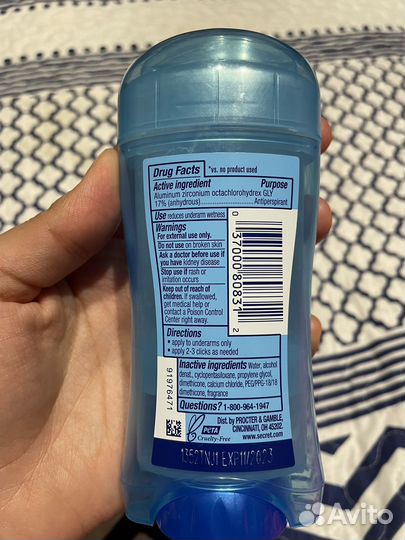 Drug Facts *vs. no product used
Active ingredient Purpose
Aluminum zirconium octachlorohydrex GLY
17% (anhydrous)..................Antiperspirant
Use reduces underarm wetness
Warnings
For external use only.
Do not use on broken skin
Ask a doctor before use if
you have kidney disease
Stop use if rash or
irritation occurs
Keep out of reach of
children. If swallowed,
get medical help or
contact a Poison Control
Center right away.
Directions
• apply to underarms only
• apply 2-3 clicks as needed
Inactive ingredients Water, alcohol
denat., cyclopentasiloxane, propylene glycol,
dimethicone, calcium chloride, PEG/PPG-18/18
dimethicone, fragrance
Questions? 1-800-964-1947
0 37000 80831 2
91976471
PETA
Cruelty-Free
Dist. by PROCTER & GAMBLE,
CINCINNATI, OH 45202.
www.secret.com
1352TNJ1 EXP11/2023
Avito